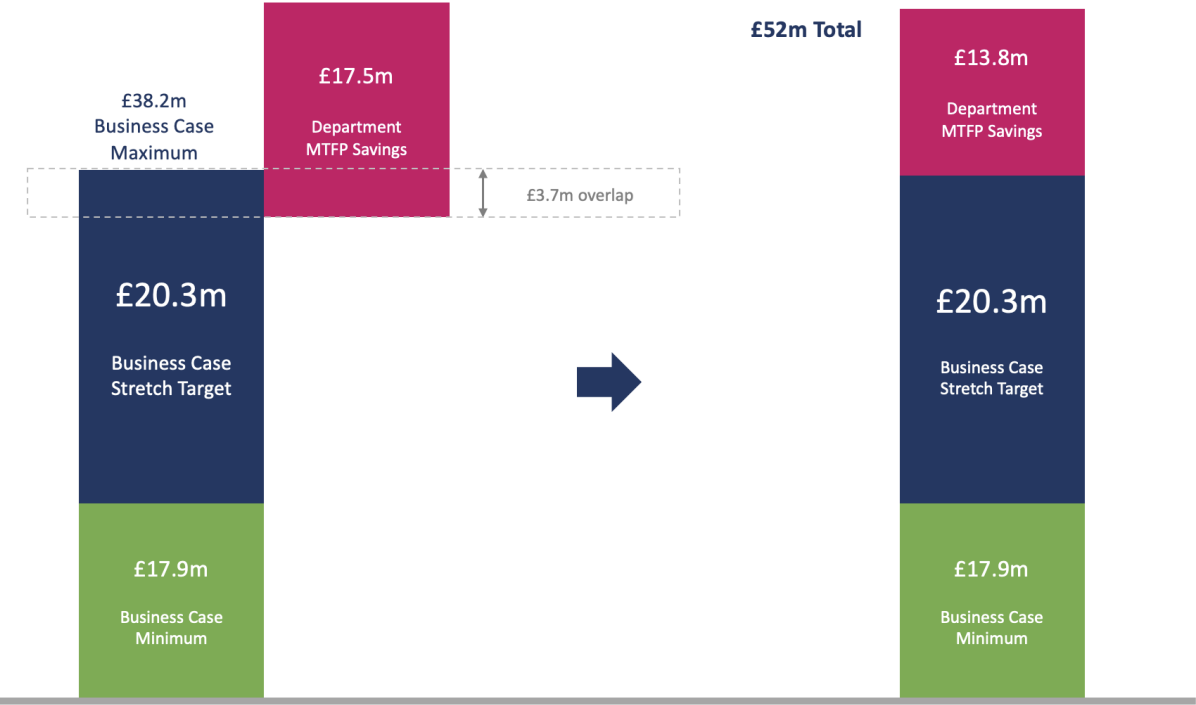 £38.2m
Business Case
Maximum
£17.5m
Department
MTFP Savings
£3.7m overlap
£20.3m
Business Case
Stretch Target
£17.9m
Business Case
Minimum
£52m Total
£13.8m
Department
MTFP Savings
£20.3m
Business Case
Stretch Target
£17.9m
Business Case
Minimum